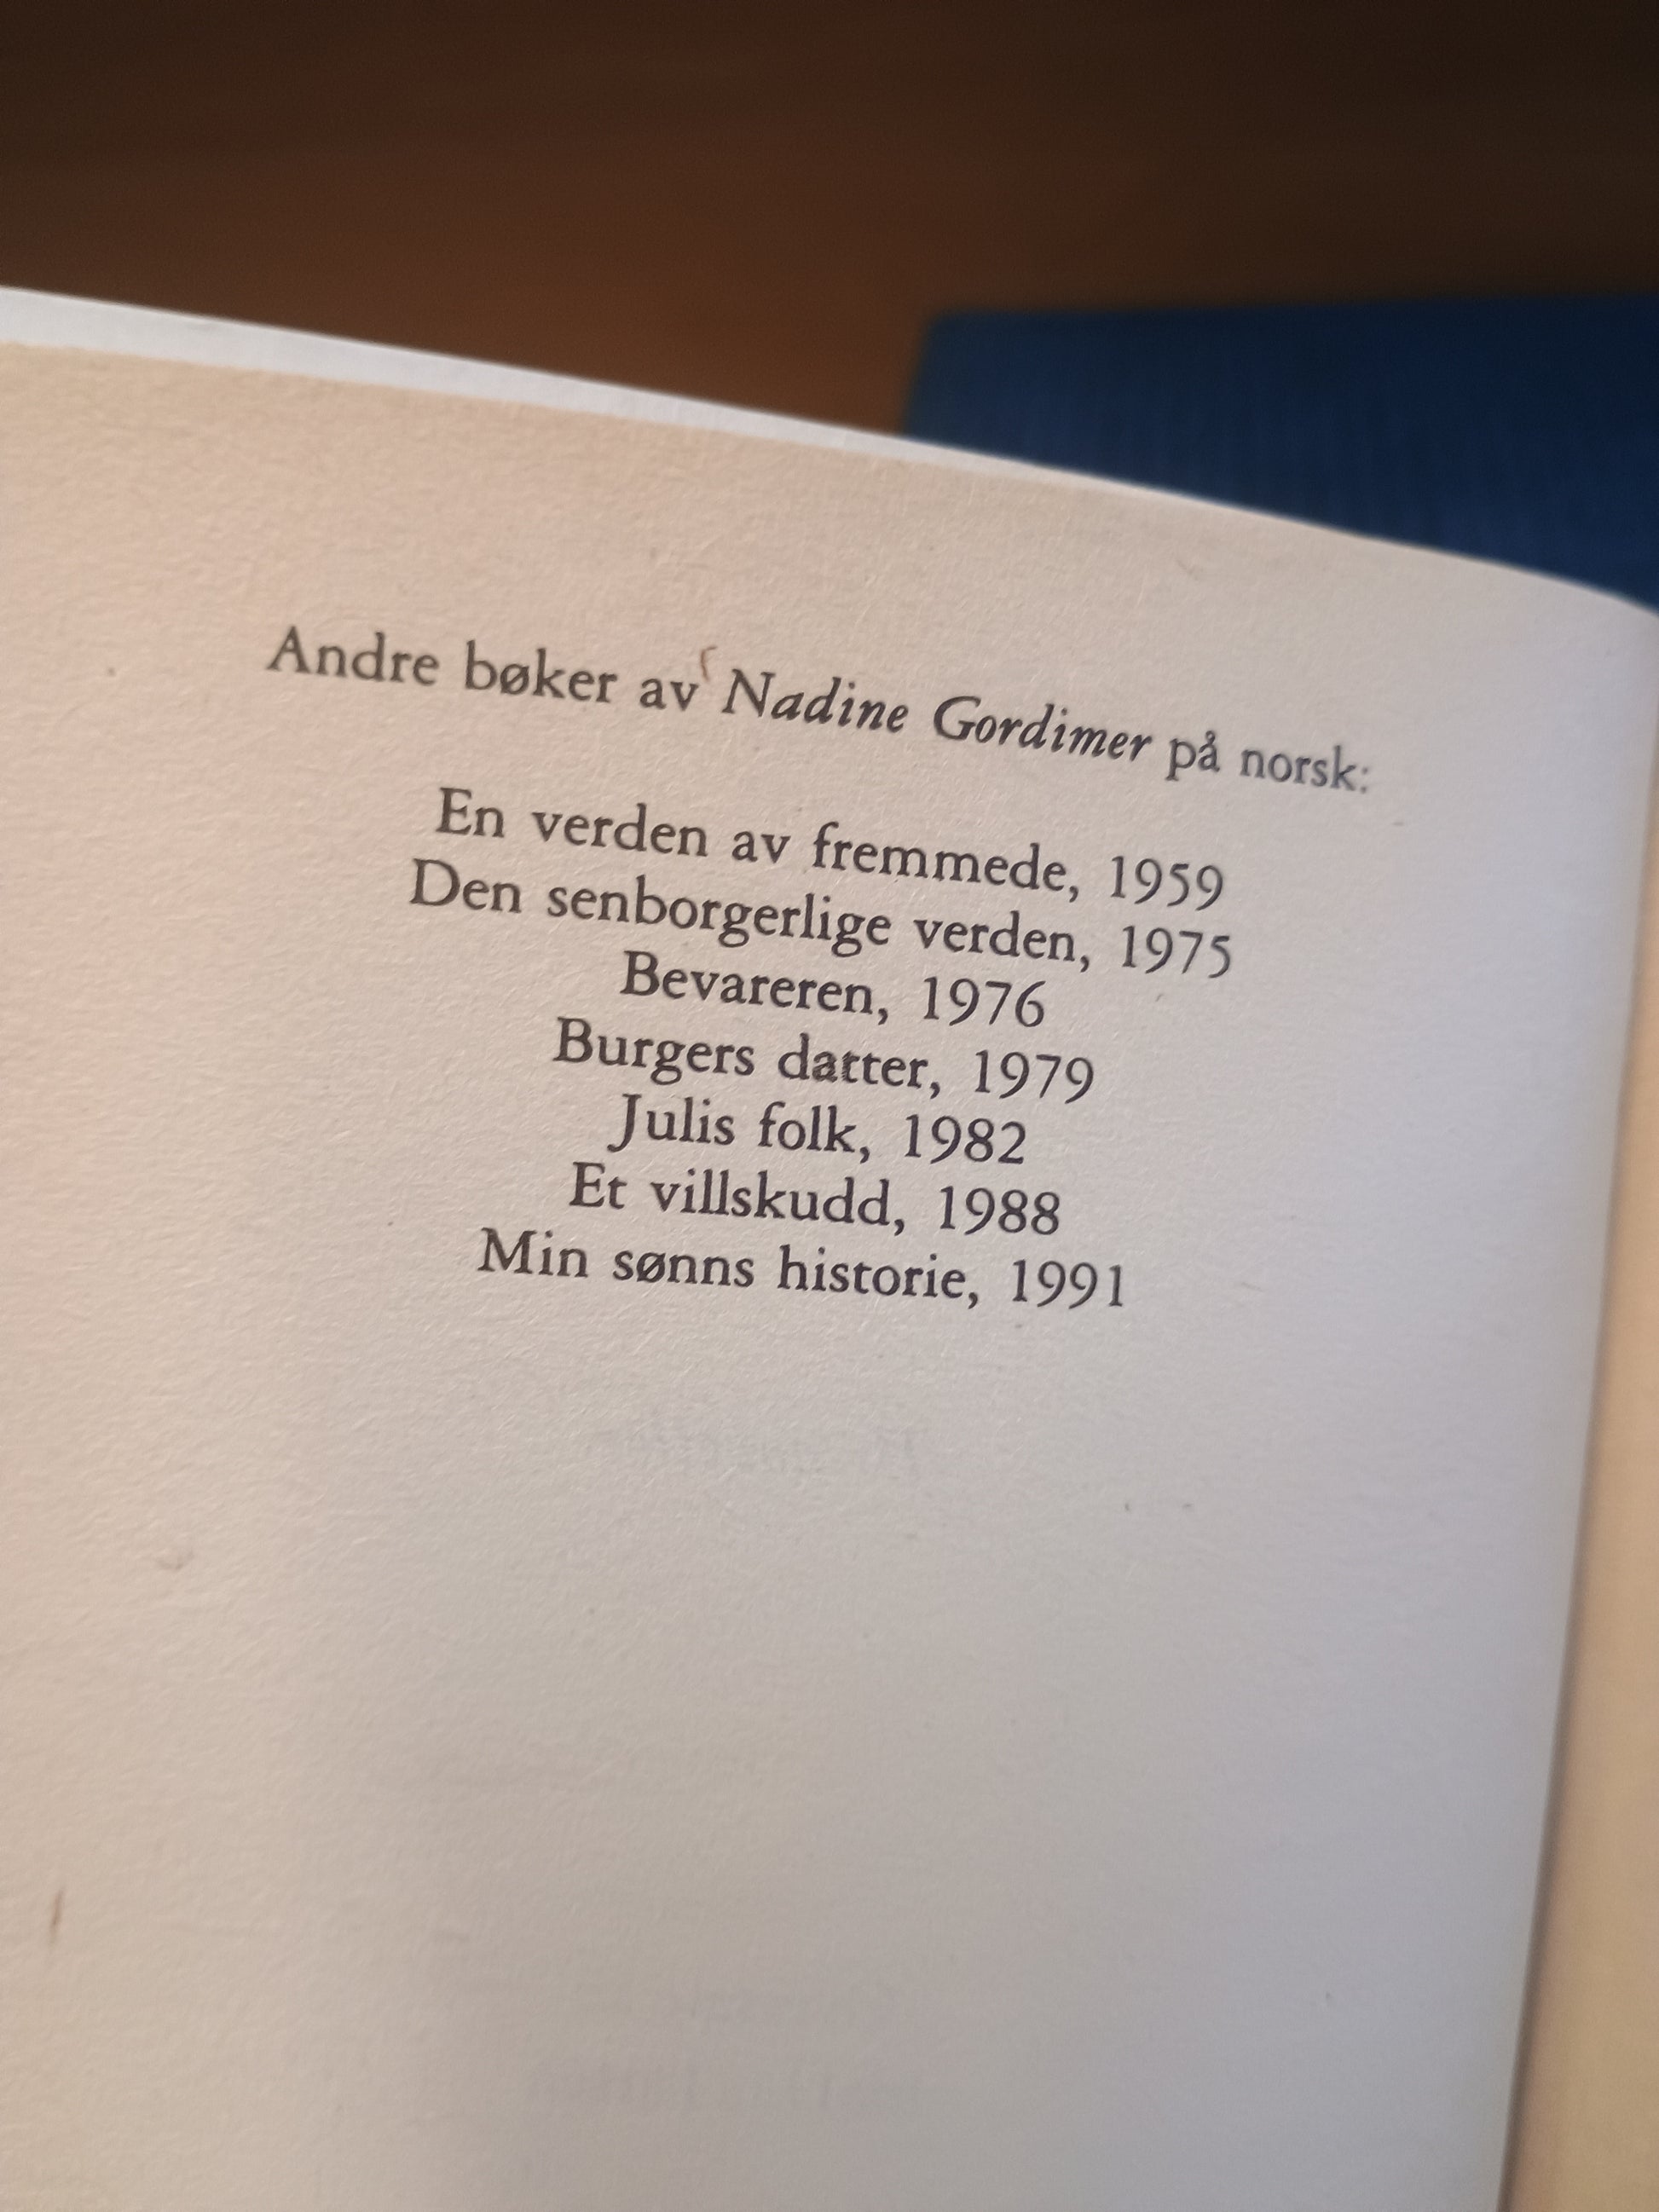 Andre bøker av Nadine Gordimer på norsk:
En verden av fremmede, 1959
Den senborgerlige verden, 1975
Bevareren, 1976
Burgers datter, 1979
Julis folk, 1982
Et villskudd, 1988
Min sønns historie, 1991